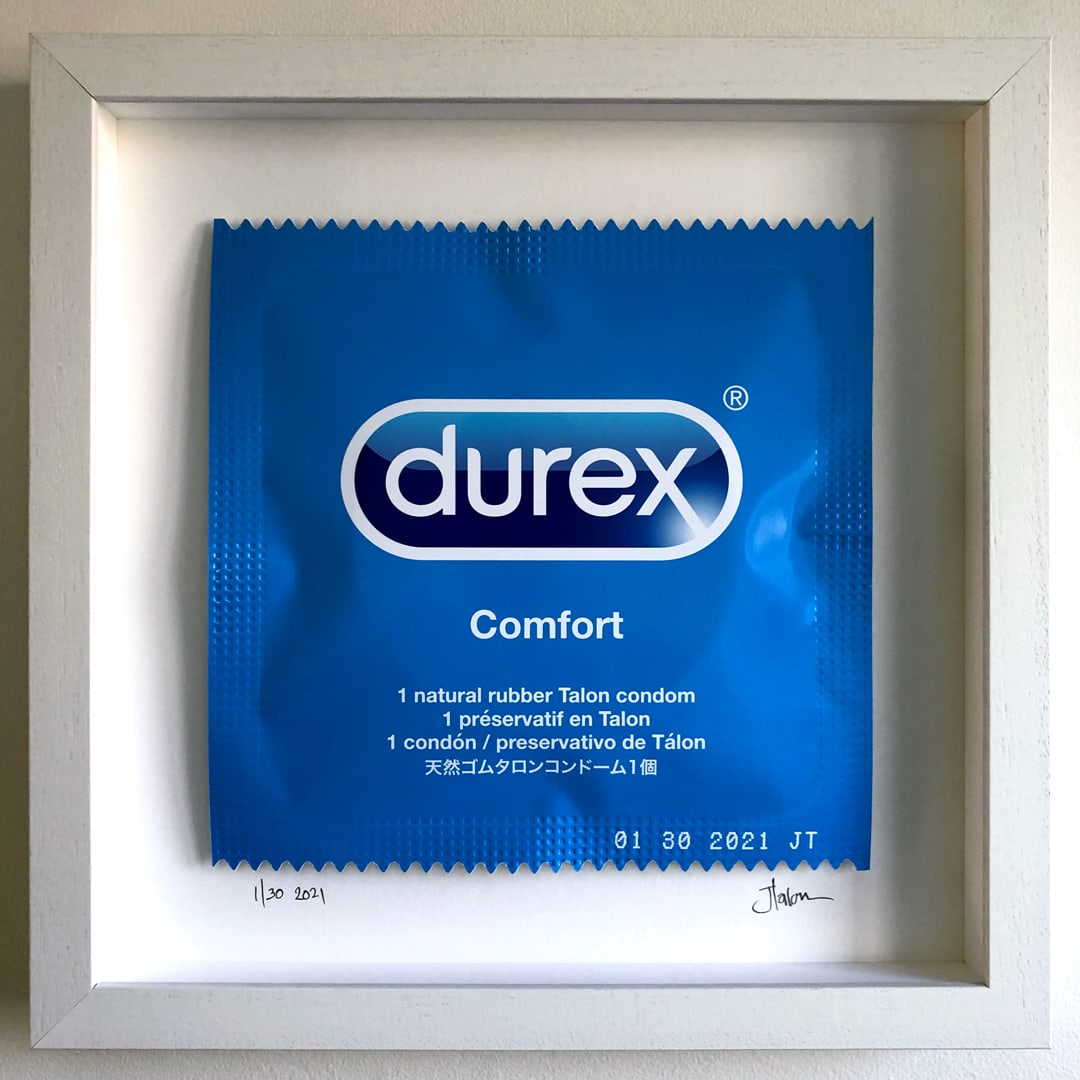 durex®
Comfort
1 natural rubber Talon condom
1 préservatif en Talon
1 condón / preservativo de Tálon
天然ゴムタロンコンドーム1個
01 30 2021 JT
1/30 2021
JTalon